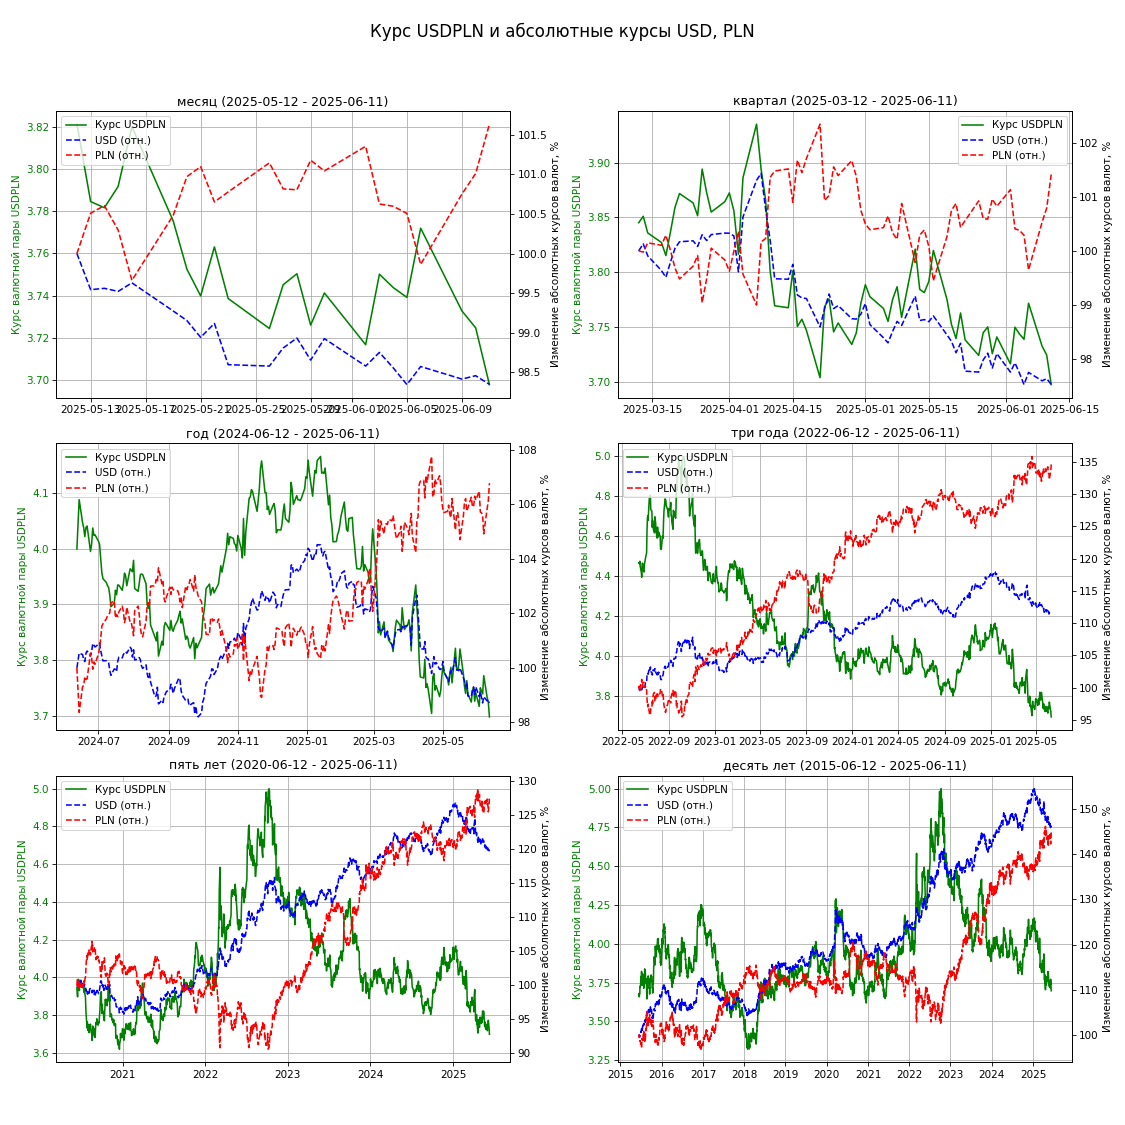 Курс USDPLN и абсолютные курсы USD, PLN
месяц (2025-05-12 - 2025-06-11)
Курс USDPLN
USD (отн.)
PLN (отн.)
Курс валютной пары USDPLN
3.82
3.80
3.78
3.76
3.74
3.72
3.70
101.5
101.0
100.5
100.0
99.5
99.0
98.5
Изменение абсолютных курсов валют, %
2025-05-13 2025-05-17 2025-05-21 2025-05-25 2025-05-29 2025-06-01 2025-06-05 2025-06-09
квартал (2025-03-12 - 2025-06-11)
Курс USDPLN
USD (отн.)
PLN (отн.)
Курс валютной пары USDPLN
3.90
3.85
3.80
3.75
3.70
102
101
100
99
98
Изменение абсолютных курсов валют, %
2025-03-15 2025-04-01 2025-04-15 2025-05-01 2025-05-15 2025-06-01 2025-06-15
год (2024-06-12 - 2025-06-11)
Курс USDPLN
USD (отн.)
PLN (отн.)
Курс валютной пары USDPLN
4.1
4.0
3.9
3.8
3.7
108
106
104
102
100
98
Изменение абсолютных курсов валют, %
2024-07 2024-09 2024-11 2025-01 2025-03 2025-05
три года (2022-06-12 - 2025-06-11)
Курс USDPLN
USD (отн.)
PLN (отн.)
Курс валютной пары USDPLN
5.0
4.8
4.6
4.4
4.2
4.0
3.8
135
130
125
120
115
110
105
100
95
Изменение абсолютных курсов валют, %
2022-05 2022-09 2023-01 2023-05 2023-09 2024-01 2024-05 2024-09 2025-01 2025-05
пять лет (2020-06-12 - 2025-06-11)
Курс USDPLN
USD (отн.)
PLN (отн.)
Курс валютной пары USDPLN
5.0
4.8
4.6
4.4
4.2
4.0
3.8
3.6
130
125
120
115
110
105
100
95
90
Изменение абсолютных курсов валют, %
2021 2022 2023 2024 2025
десять лет (2015-06-12 - 2025-06-11)
Курс USDPLN
USD (отн.)
PLN (отн.)
Курс валютной пары USDPLN
5.00
4.75
4.50
4.25
4.00
3.75
3.50
3.25
150
140
130
120
110
100
Изменение абсолютных курсов валют, %
2015 2016 2017 2018 2019 2020 2021 2022 2023 2024 2025